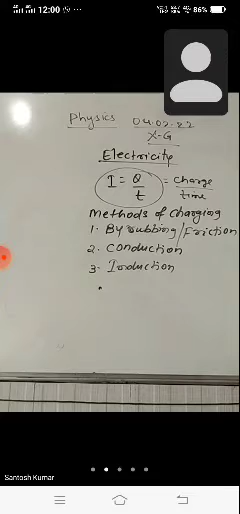 12:00
86%
Physics 04.02.22
X-G
Electricity
I = Q/t = charge/time
Methods of charging
1. By rubbing/Friction
2. Conduction
3. Induction
Santosh Kumar